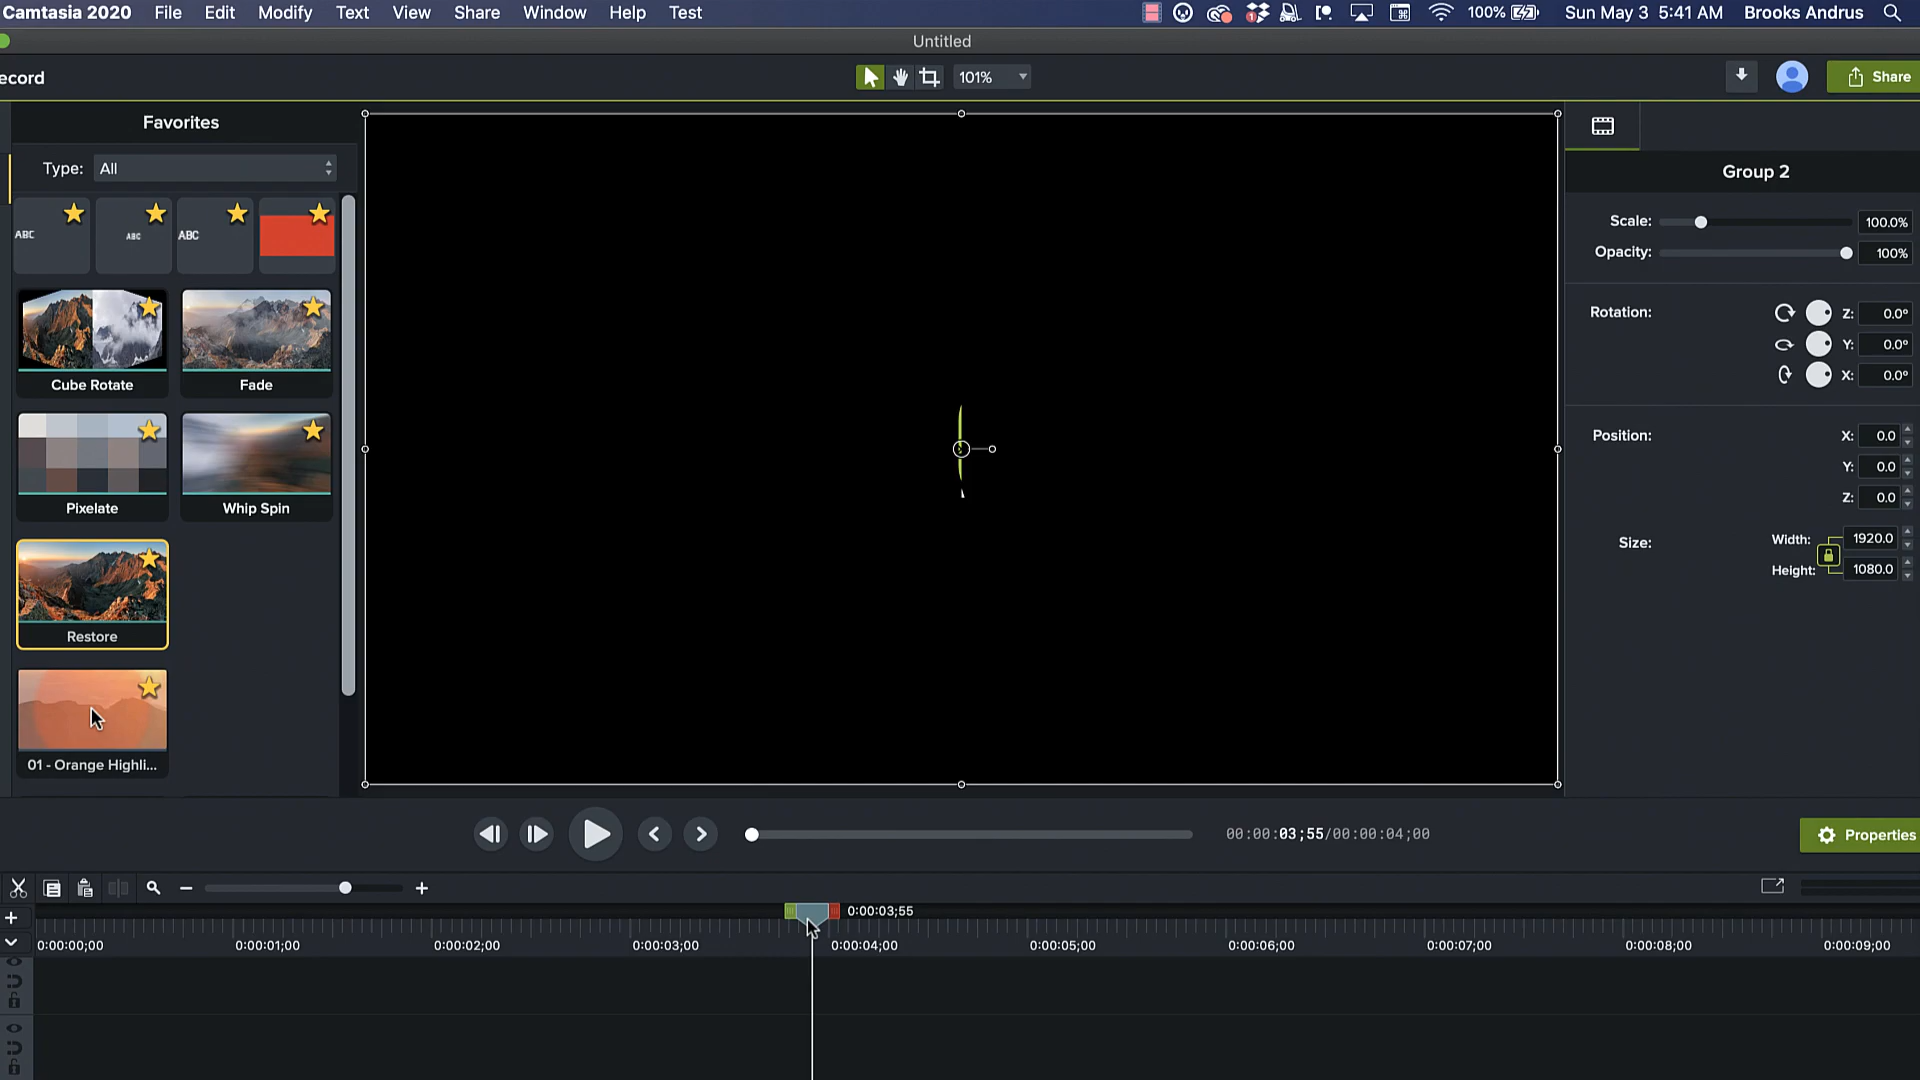 Camtasia 2020 File Edit Modify Text View Share Window Help Test 1 100% Sun May 3 5:41 AM Brooks Andrus
Untitled
ecord 101% Share
Favorites
Type: All
ABC ABC ABC
Cube Rotate Fade
Pixelate Whip Spin
Restore
01 - Orange Highli...
Group 2
Scale: 100.0%
Opacity: 100%
Rotation: Z: 0.0°
Y: 0.0°
X: 0.0°
Position: X: 0.0
Y: 0.0
Z: 0.0
Size: Width: 1920.0
Height: 1080.0
00:00:03;55/00:00:04;00
Properties
0:00:03;55
0:00:00;00 0:00:01;00 0:00:02;00 0:00:03;00 0:00:04;00 0:00:05;00 0:00:06;00 0:00:07;00 0:00:08;00 0:00:09;00